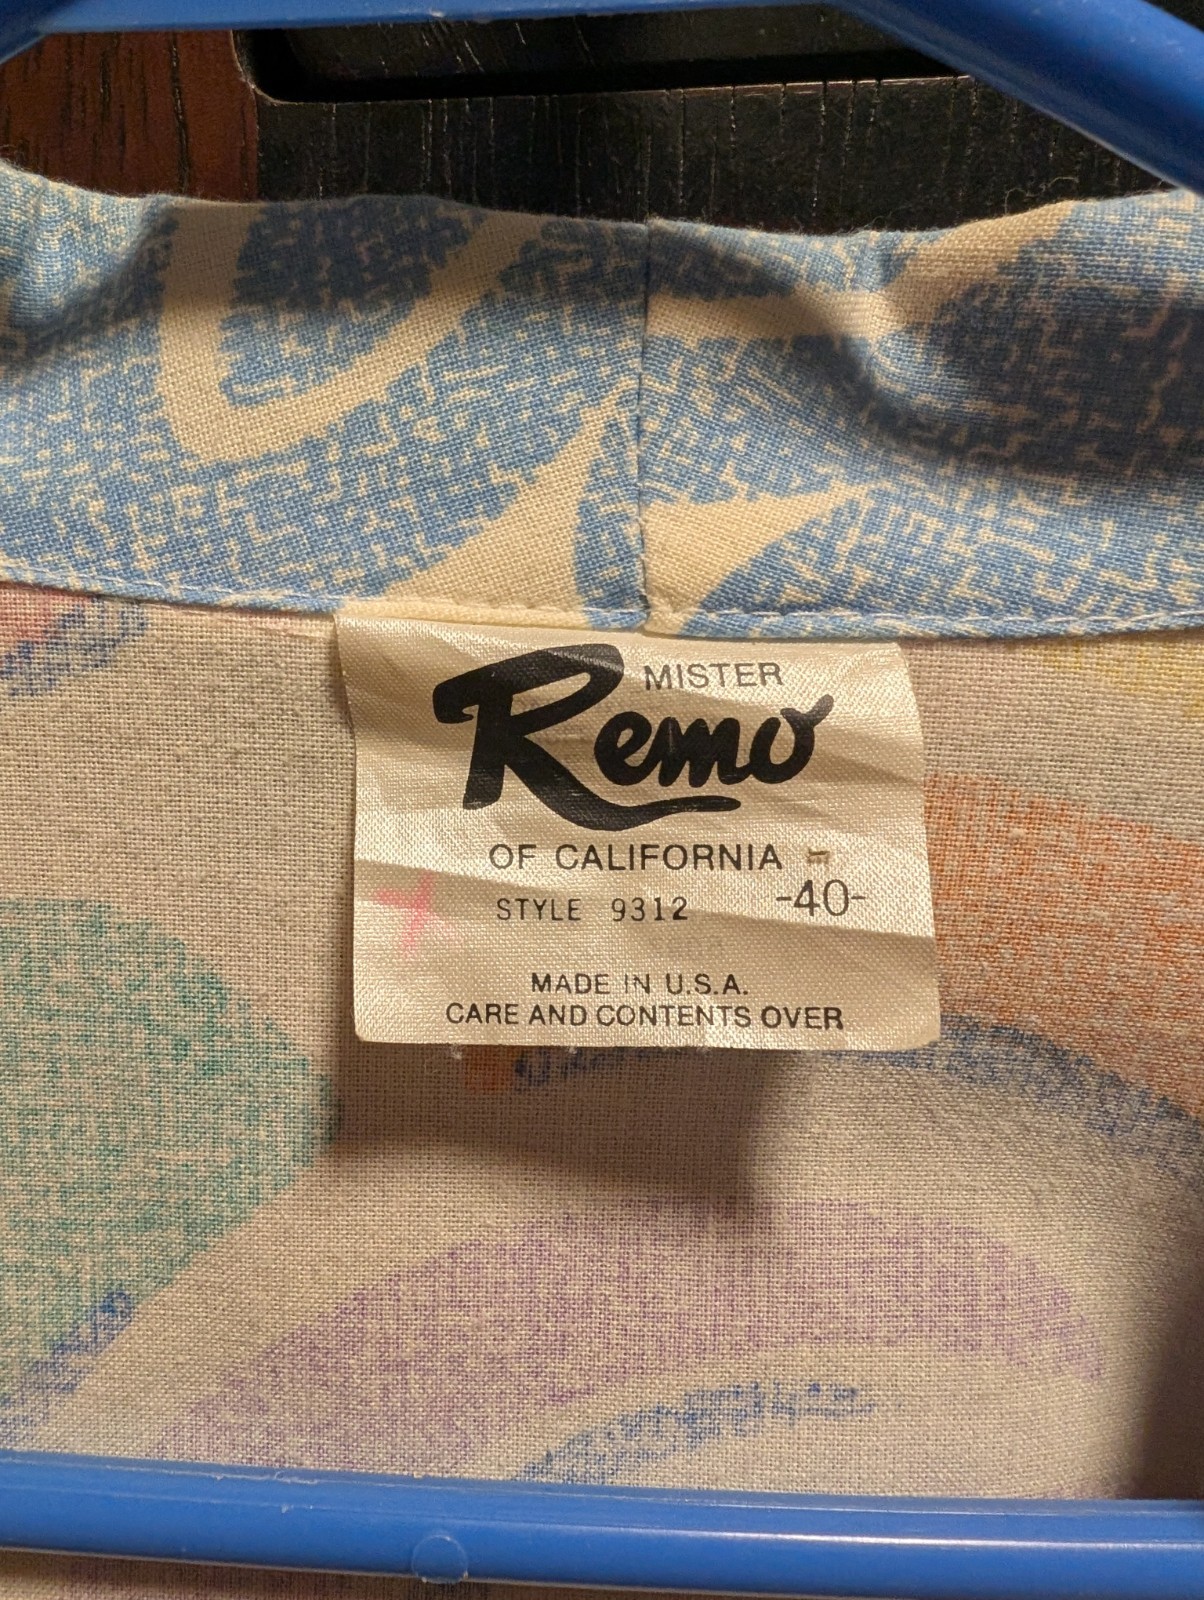 MISTER
Remo
OF CALIFORNIA
STYLE 9312 -40-
MADE IN U.S.A.
CARE AND CONTENTS OVER